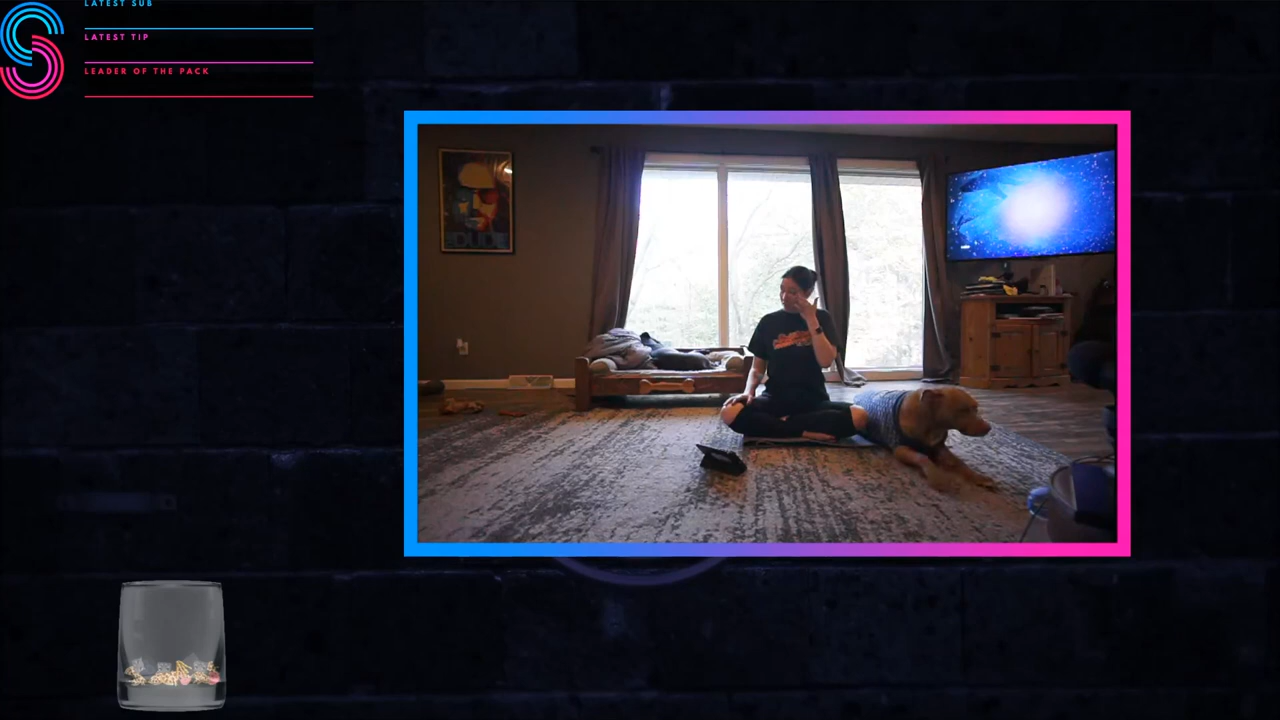 LATEST SUB
LATEST TIP
LEADER OF THE PACK
DUDE